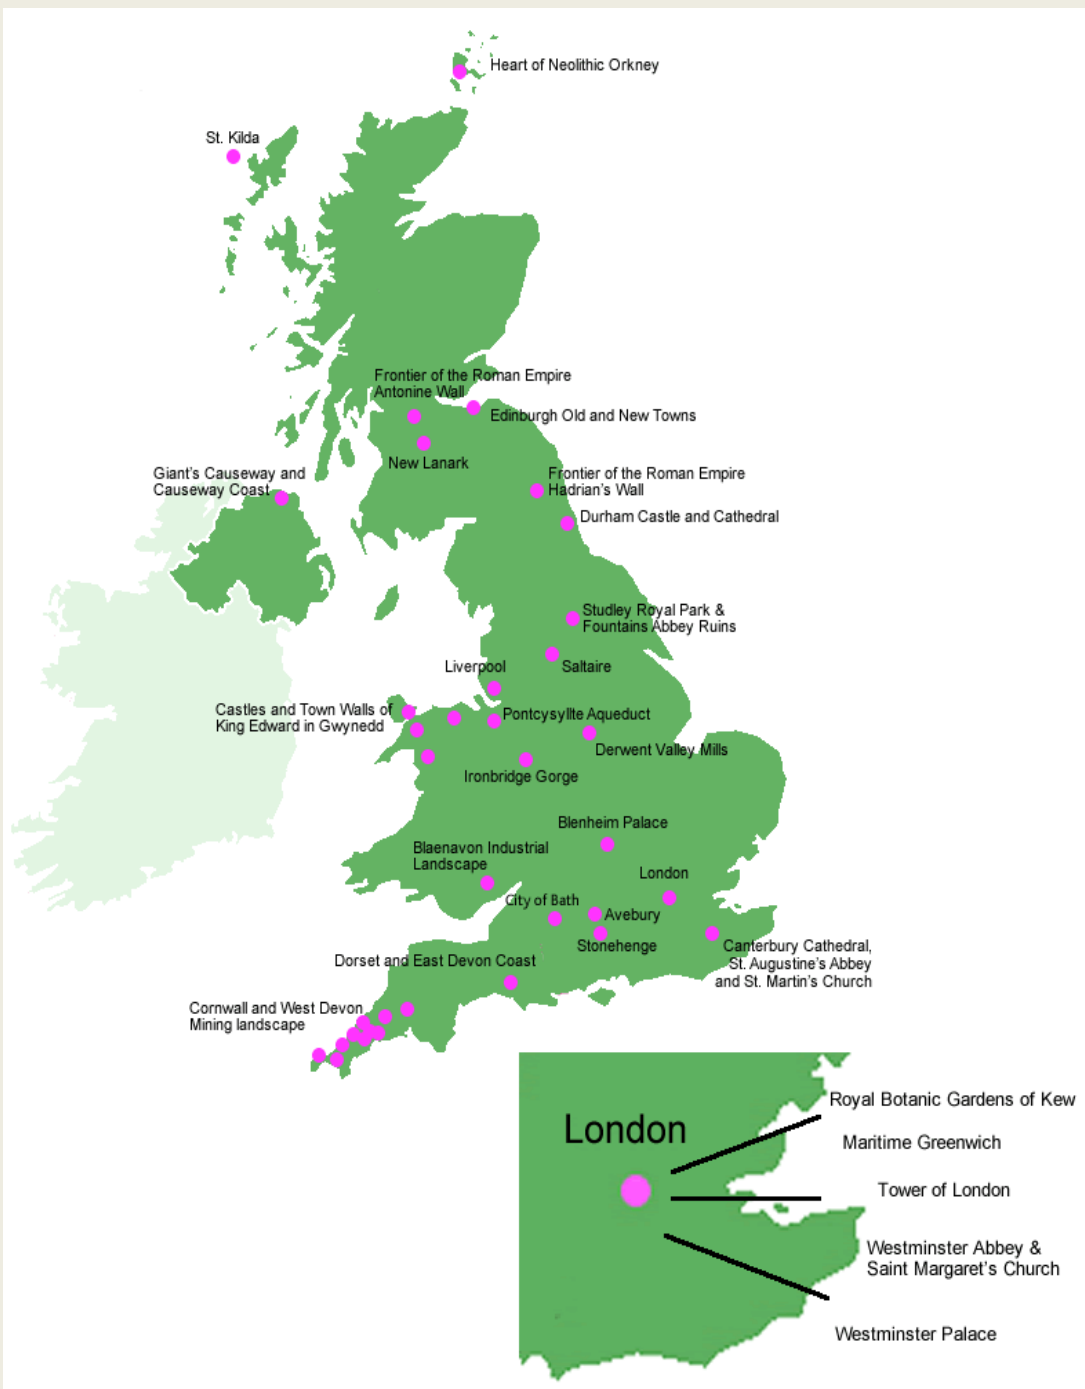 Heart of Neolithic Orkney
St. Kilda
Frontier of the Roman Empire
Antonine Wall
Edinburgh Old and New Towns
New Lanark
Giant's Causeway and
Causeway Coast
Frontier of the Roman Empire
Hadrian's Wall
Durham Castle and Cathedral
Studley Royal Park &
Fountains Abbey Ruins
Liverpool
Saltaire
Castles and Town Walls of
King Edward in Gwynedd
Pontcysyllte Aqueduct
Derwent Valley Mills
Ironbridge Gorge
Blenheim Palace
Blaenavon Industrial
Landscape
London
City of Bath
Avebury
Stonehenge
Canterbury Cathedral,
St. Augustine's Abbey
and St. Martin's Church
Dorset and East Devon Coast
Cornwall and West Devon
Mining landscape
London
Royal Botanic Gardens of Kew
Maritime Greenwich
Tower of London
Westminster Abbey &
Saint Margaret's Church
Westminster Palace